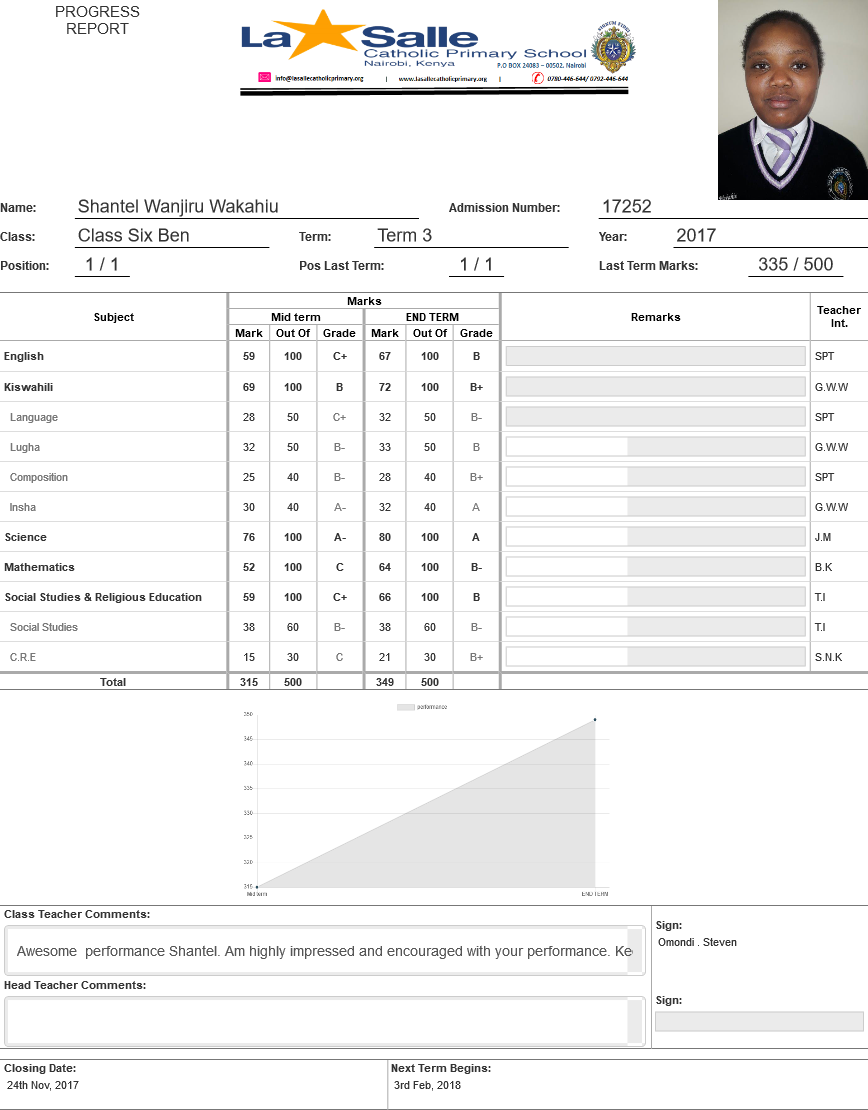 PROGRESS
REPORT
La Salle
Catholic Primary School
Nairobi, Kenya
P.O BOX 24083 – 00502, Nairobi
info@lasallecatholicprimary.org | www.lasallecatholicprimary.org | 0780-446-644/ 0792-446-644
Name: Shantel Wanjiru Wakahiu Admission Number: 17252
Class: Class Six Ben Term: Term 3 Year: 2017
Position: 1 / 1 Pos Last Term: 1 / 1 Last Term Marks: 335 / 500
Subject Marks Remarks Teacher Int.
Mid term END TERM
Mark Out Of Grade Mark Out Of Grade
English 59 100 C+ 67 100 B SPT
Kiswahili 69 100 B 72 100 B+ G.W.W
Language 28 50 C+ 32 50 B- SPT
Lugha 32 50 B- 33 50 B G.W.W
Composition 25 40 B- 28 40 B+ SPT
Insha 30 40 A- 32 40 A G.W.W
Science 76 100 A- 80 100 A J.M
Mathematics 52 100 C 64 100 B- B.K
Social Studies & Religious Education 59 100 C+ 66 100 B T.I
Social Studies 38 60 B- 38 60 B- T.I
C.R.E 15 30 C 21 30 B+ S.N.K
Total 315 500 349 500
performance
350
345
340
335
330
325
320
315
Mid term END TERM
Class Teacher Comments:
Awesome performance Shantel. Am highly impressed and encouraged with your performance. Ke
Sign:
Omondi . Steven
Head Teacher Comments:
Sign:
Closing Date: Next Term Begins:
24th Nov, 2017 3rd Feb, 2018